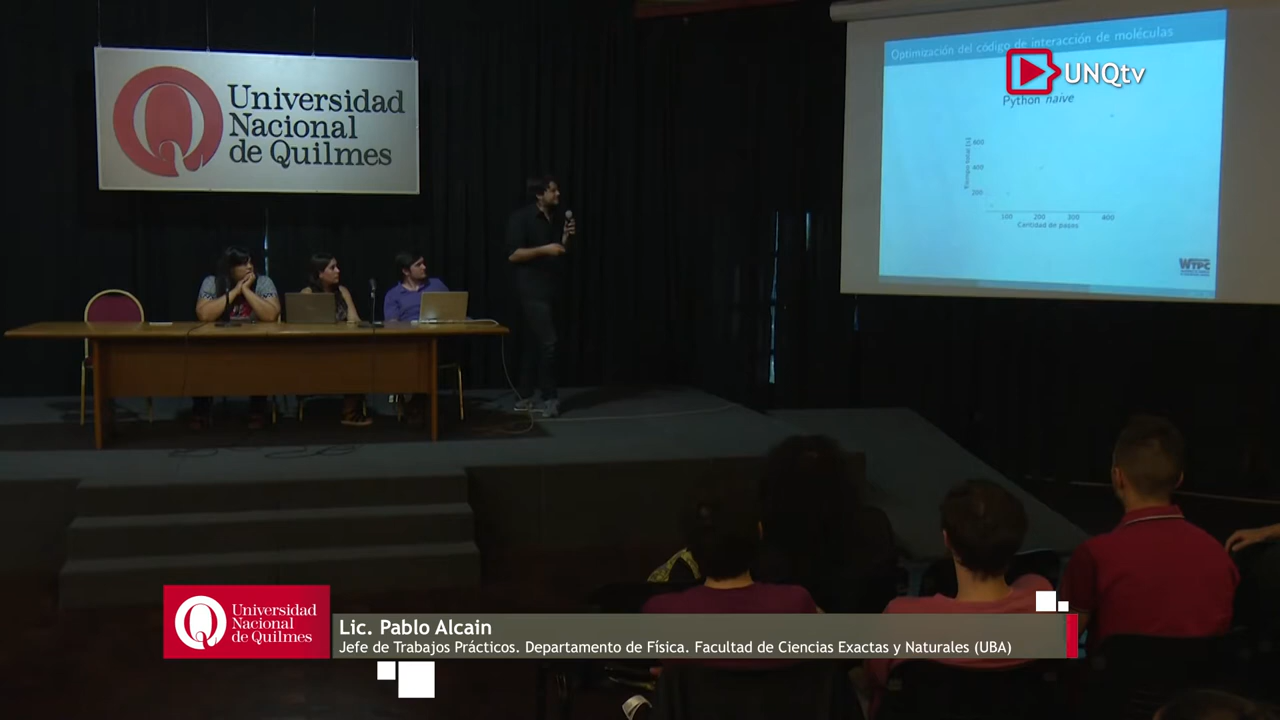 Universidad
Nacional
de Quilmes
Optimización del código de interacción de moléculas
UNQtv
Python naive
Tiempo total [s]
600
400
200
100 200 300 400
Cantidad de pasos
WTPC
Universidad
Nacional
de Quilmes
Lic. Pablo Alcain
Jefe de Trabajos Prácticos. Departamento de Física. Facultad de Ciencias Exactas y Naturales (UBA)